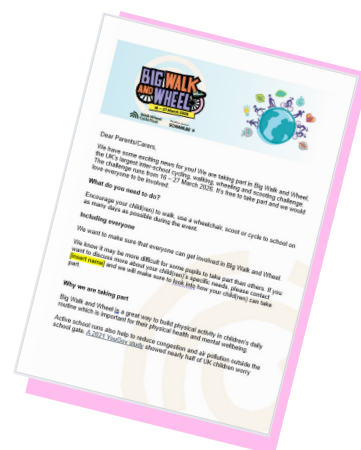 BIG WALK
AND
WHEEL
16 – 27 March 2026
Dear Parents/Carers,
We have some exciting news for you! We are taking part in Big Walk and Wheel,
the UK's largest inter-school cycling, walking, wheeling and scooting challenge.
The challenge runs from 16 – 27 March 2026. It's free to take part and we would
love everyone to be involved.
What do you need to do?
Encourage your child(ren) to walk, use a wheelchair, scoot or cycle to school on
as many days as possible during the event.
Including everyone
We want to make sure that everyone can get involved in Big Walk and Wheel.
We know it may be more difficult for some pupils to take part than others. If you
want to discuss more about your child(ren)'s specific needs, please contact
[insert name] and we will make sure to look into how your child(ren) can take
part.
Why we are taking part
Big Walk and Wheel is a great way to build physical activity in children's daily
routine which is important for their physical health and mental wellbeing.
Active school runs also help to reduce congestion and air pollution outside the
school gate. A 2021 YouGov study showed nearly half of UK children worry